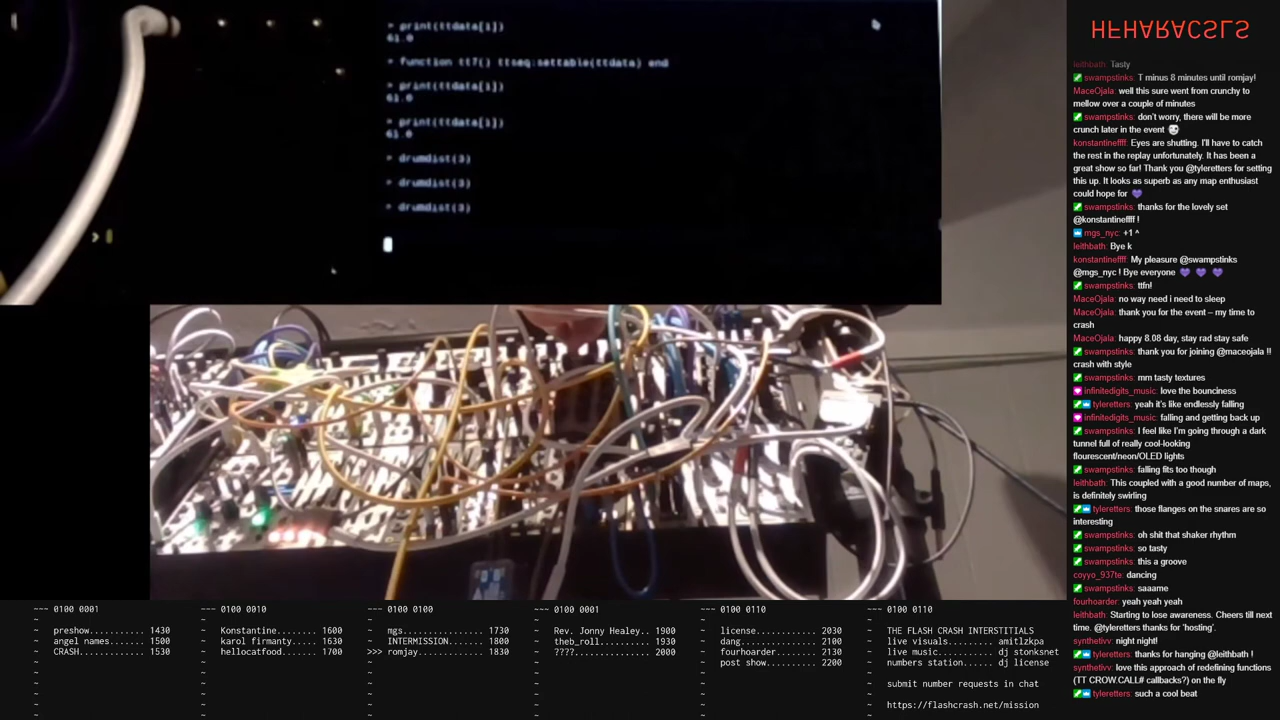 > print(ttdata[1])
61.0
> function tt7() ttseq:settable(ttdata) end
> print(ttdata[1])
61.0
> print(ttdata[1])
61.0
> drumdist(3)
> drumdist(3)
> drumdist(3)
>
HFHARACSLS
leithbath: Tasty
swampstinks: T minus 8 minutes until romjay!
MaceOjala: well this sure went from crunchy to
mellow over a couple of minutes
swampstinks: don't worry, there will be more
crunch later in the event
konstantineffff: Eyes are shutting. I'll have to catch
the rest in the replay unfortunately. It has been a
great show so far! Thank you @tyleretters for setting
this up. It looks as superb as any map enthusiast
could hope for 💜
swampstinks: thanks for the lovely set
@konstantineffff !
mgs_nyc: +1 ^
leithbath: Bye k
konstantineffff: My pleasure @swampstinks
@mgs_nyc ! Bye everyone 💜 💜 💜
swampstinks: ttfn!
MaceOjala: no way need i need to sleep
MaceOjala: thank you for the event – my time to
crash
MaceOjala: happy 8.08 day, stay rad stay safe
swampstinks: thank you for joining @maceojala !!
crash with style
swampstinks: mm tasty textures
infinitedigits_music: love the bounciness
tyleretters: yeah it's like endlessly falling
infinitedigits_music: falling and getting back up
swampstinks: I feel like I'm going through a dark
tunnel full of really cool-looking
flourescent/neon/OLED lights
swampstinks: falling fits too though
leithbath: This coupled with a good number of maps,
is definitely swirling
tyleretters: those flanges on the snares are so
interesting
swampstinks: oh shit that shaker rhythm
swampstinks: so tasty
swampstinks: this a groove
coyyo_937te: dancing
swampstinks: saaame
fourhoarder: yeah yeah yeah
leithbath: Starting to lose awareness. Cheers till next
time. @tyleretters thanks for 'hosting'.
synthetivv: night night!
tyleretters: thanks for hanging @leithbath !
synthetivv: love this approach of redefining functions
(TT CROW.CALL# callbacks?) on the fly
tyleretters: such a cool beat
~~~ 0100 0001
preshow.......... 1430
angel names...... 1500
CRASH............ 1530
~~~ 0100 0010
Konstantine...... 1600
karol firmanty... 1630
hellocatfood..... 1700
~~~ 0100 0100
mgs.............. 1730
INTERMISSION..... 1800
>>> romjay........... 1830
~~~ 0100 0001
Rev. Jonny Healey.. 1900
theb_roll.......... 1930
????............... 2000
~~~ 0100 0110
license.......... 2030
dang............. 2100
fourhoarder...... 2130
post show........ 2200
~~~ 0100 0110
THE FLASH CRASH INTERSTITIALS
live visuals...... amitlzkpa
live music....... dj stonksnet
numbers station.. dj license
submit number requests in chat
https://flashcrash.net/mission